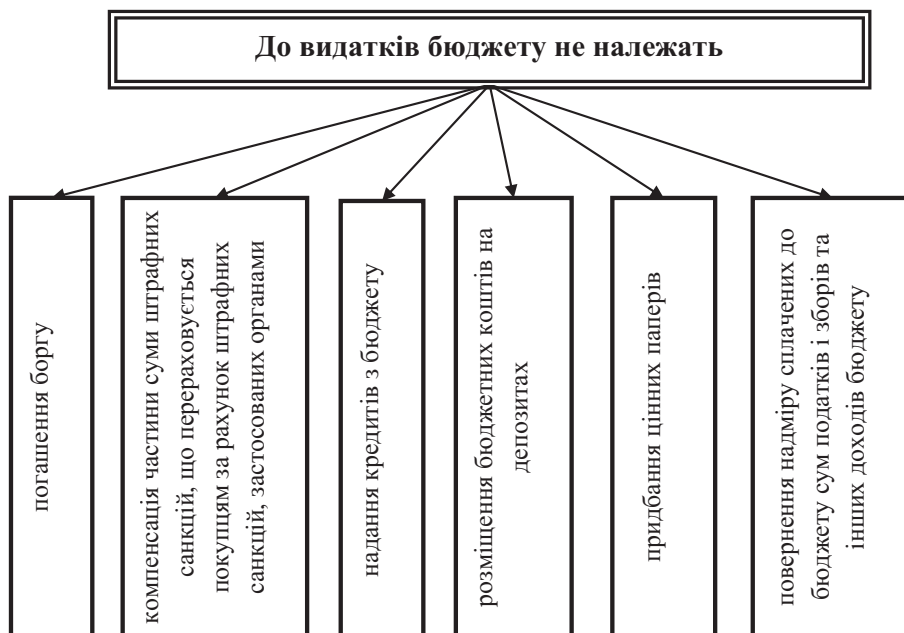 До видатків бюджету не належать
погашення боргу
компенсація частини суми штрафних
санкцій, що перераховується
покупцям за рахунок штрафних
санкцій, застосованих органами
надання кредитів з бюджету
розміщення бюджетних коштів на
депозитах
придбання цінних паперів
повернення надміру сплачених до
бюджету сум податків і зборів та
інших доходів бюджету